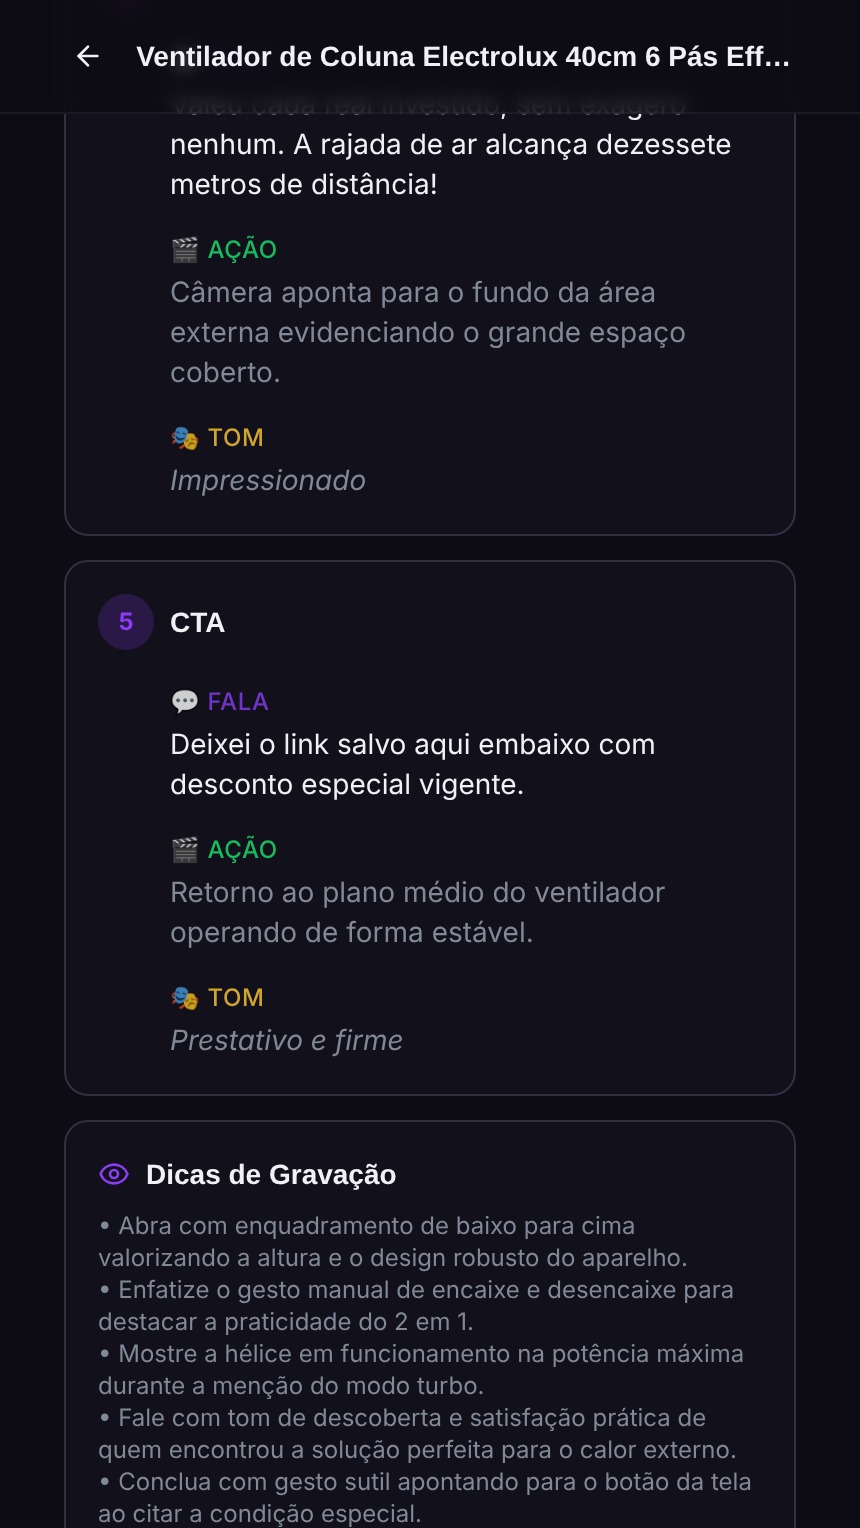 Ventilador de Coluna Electrolux 40cm 6 Pás Eff...
Valeu cada real investido, sem exagero
nenhum. A rajada de ar alcança dezessete
metros de distância!
🎬 AÇÃO
Câmera aponta para o fundo da área
externa evidenciando o grande espaço
coberto.
🎭 TOM
Impressionado
5 CTA
💬 FALA
Deixei o link salvo aqui embaixo com
desconto especial vigente.
🎬 AÇÃO
Retorno ao plano médio do ventilador
operando de forma estável.
🎭 TOM
Prestativo e firme
Dicas de Gravação
• Abra com enquadramento de baixo para cima
valorizando a altura e o design robusto do aparelho.
• Enfatize o gesto manual de encaixe e desencaixe para
destacar a praticidade do 2 em 1.
• Mostre a hélice em funcionamento na potência máxima
durante a menção do modo turbo.
• Fale com tom de descoberta e satisfação prática de
quem encontrou a solução perfeita para o calor externo.
• Conclua com gesto sutil apontando para o botão da tela
ao citar a condição especial.